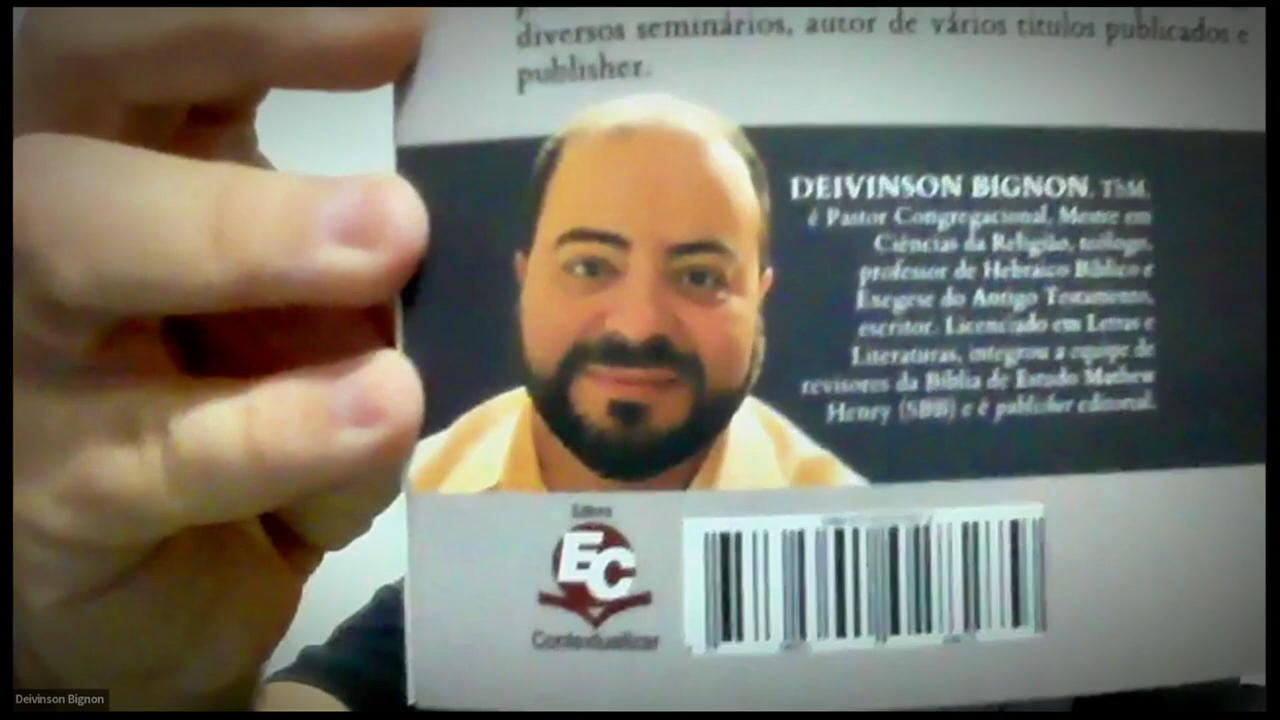 diversos seminários, autor de vários titulos publicados e
publisher.
DEIVINSON BIGNON, ThM.
é Pastor Congregacional, Mestre em
Ciências da Religião, teólogo,
professor de Hebraico Bíblico e
Exegese do Antigo Testamento,
escritor. Licenciado em Letras e
Literaturas, integrou a equipe de
revisores da Bíblia de Estudo Mathew
Henry (SBB) e é publisher editorial.
Editora
EC
Contextualizar
Deivinson Bignon